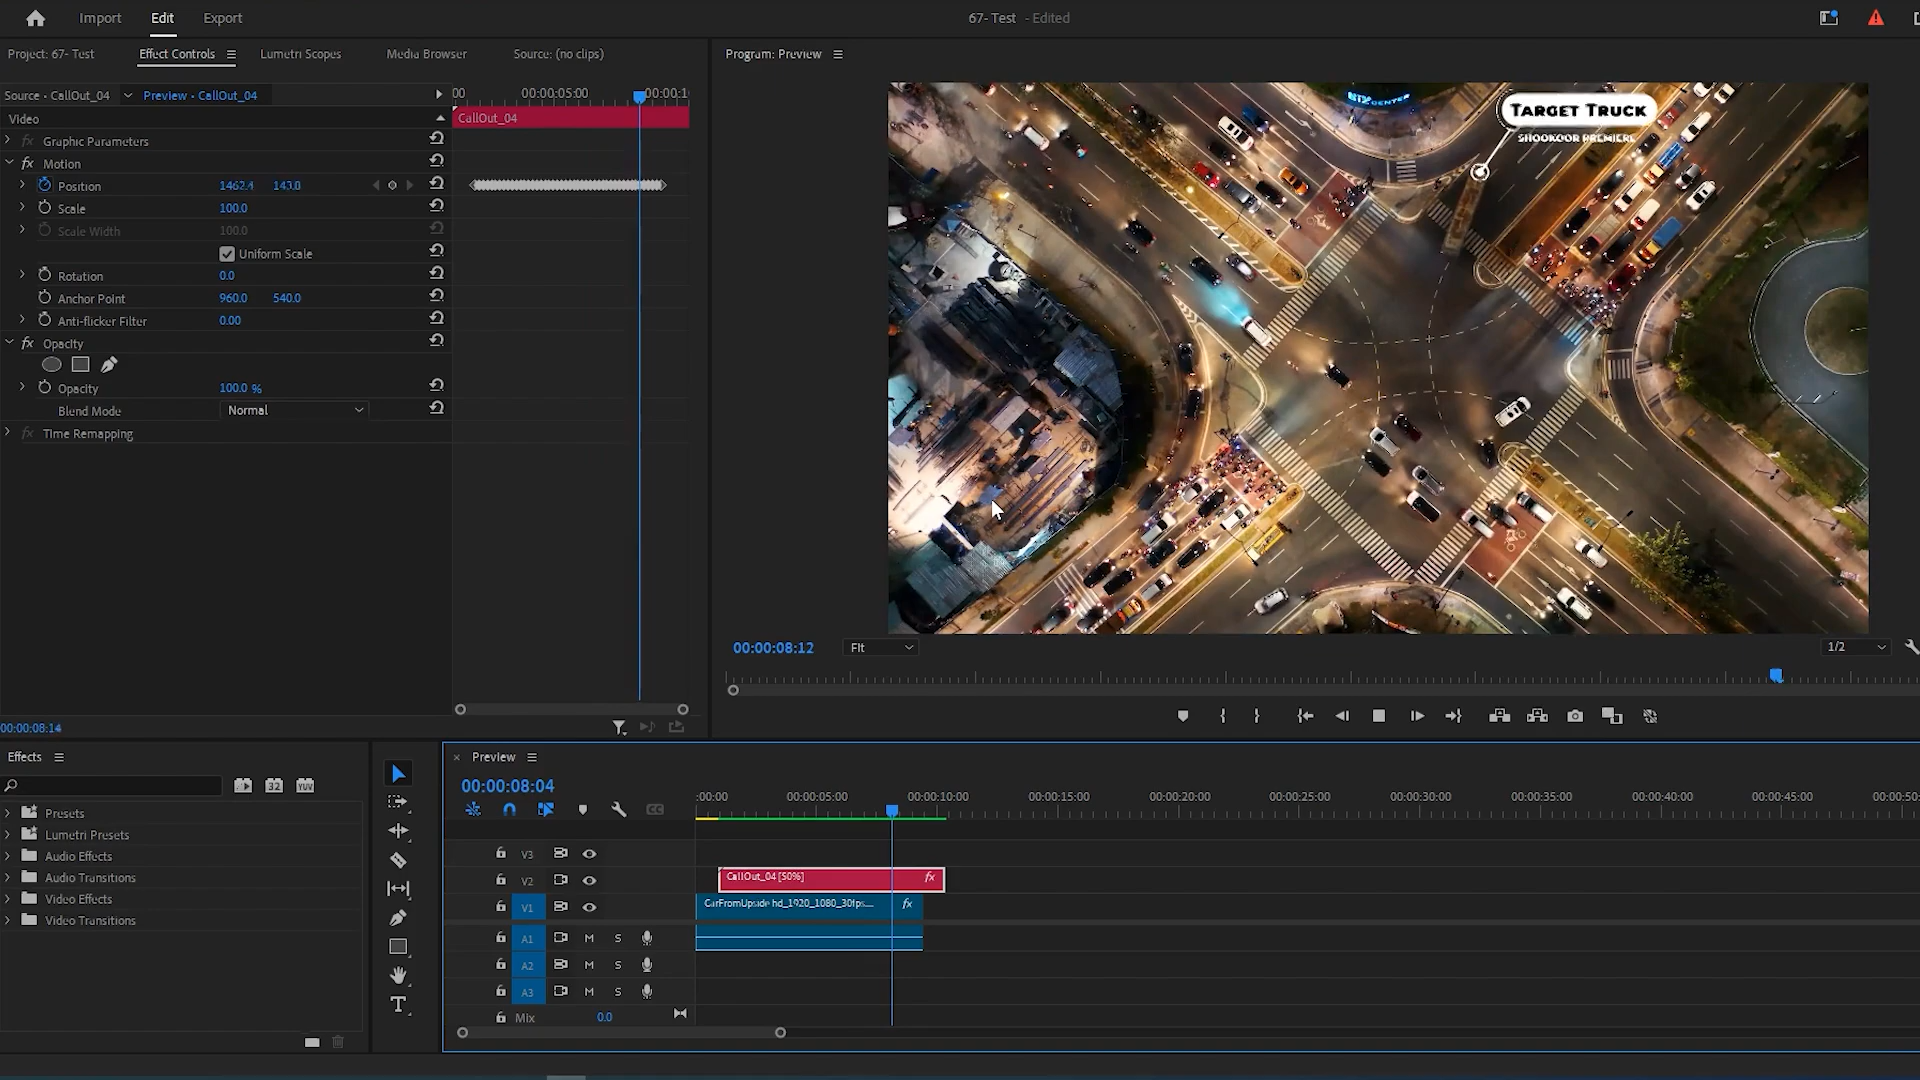 Import Edit Export 67- Test - Edited
Project: 67- Test Effect Controls Lumetri Scopes Media Browser Source: (no clips) Program: Preview
Source - CallOut_04 Preview - CallOut_04 00 00:00:05:00 00:00:1
Video CallOut_04
fx Graphic Parameters
fx Motion
Position 1462.4 143.0
Scale 100.0
Scale Width 100.0
Uniform Scale
Rotation 0.0
Anchor Point 960.0 540.0
Anti-flicker Filter 0.00
fx Opacity
Opacity 100.0 %
Blend Mode Normal
fx Time Remapping
TARGET TRUCK
SHOOKOOR PREMIERE
00:00:08:12 Fit 1/2
00:00:08:14
Effects
32 YUV
Presets
Lumetri Presets
Audio Effects
Audio Transitions
Video Effects
Video Transitions
T
× Preview
00:00:08:04
CC
:00:00 00:00:05:00 00:00:10:00 00:00:15:00 00:00:20:00 00:00:25:00 00:00:30:00 00:00:35:00 00:00:40:00 00:00:45:00 00:00:50:
V3
V2 CallOut_04 [50%] fx
V1 CarFromUpside hd_1920_1080_30fps.... fx
A1 M S
A2 M S
A3 M S
Mix 0.0